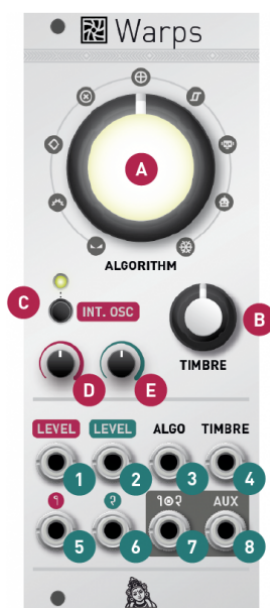 Warps
A
ALGORITHM
C
INT. OSC
B
TIMBRE
D
E
LEVEL LEVEL ALGO TIMBRE
1 2 3 4
AUX
5 6 7 8